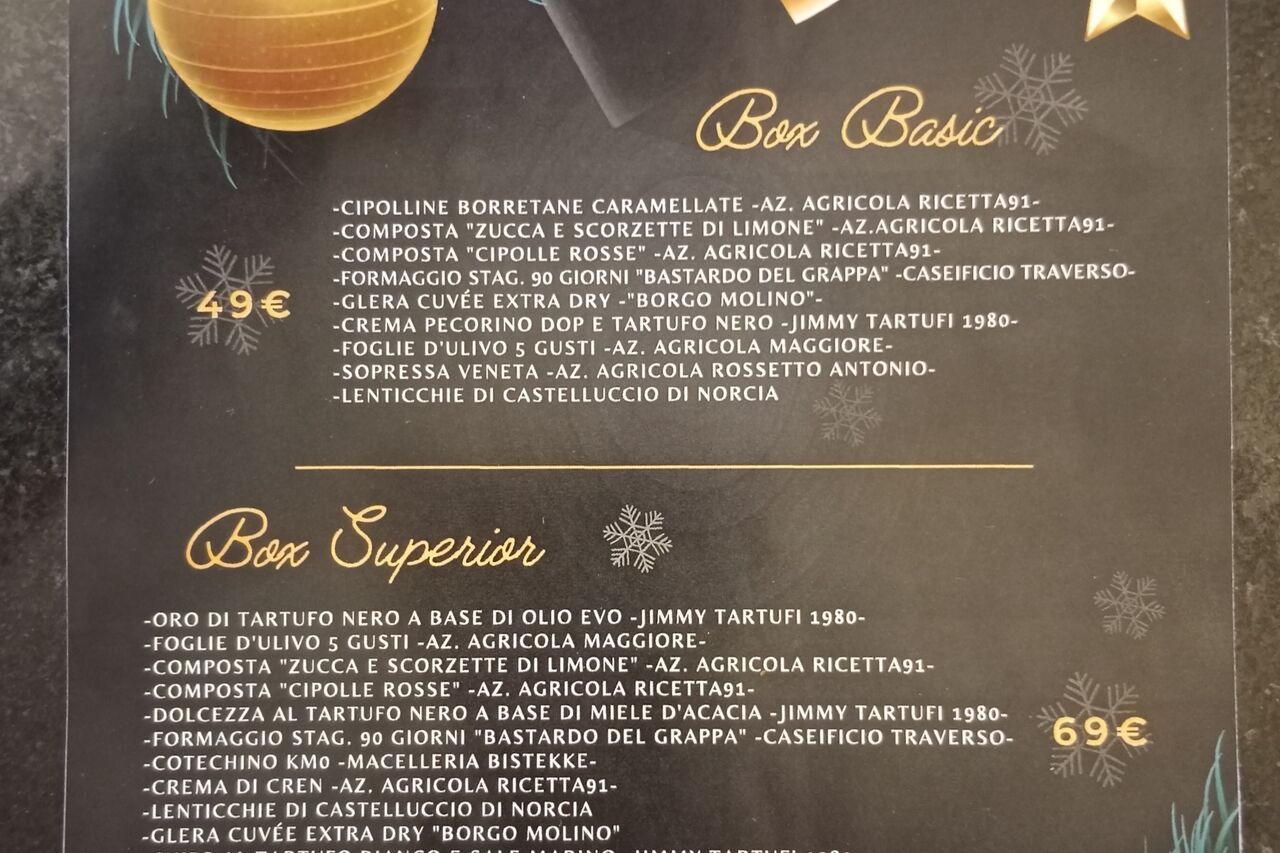 Box Basic
-CIPOLLINE BORRETANE CARAMELLATE -AZ. AGRICOLA RICETTA91-
-COMPOSTA "ZUCCA E SCORZETTE DI LIMONE" -AZ.AGRICOLA RICETTA91-
-COMPOSTA "CIPOLLE ROSSE" -AZ. AGRICOLA RICETTA91-
-FORMAGGIO STAG. 90 GIORNI "BASTARDO DEL GRAPPA" -CASEIFICIO TRAVERSO-
49€
-GLERA CUVÉE EXTRA DRY -"BORGO MOLINO"-
-CREMA PECORINO DOP E TARTUFO NERO -JIMMY TARTUFI 1980-
-FOGLIE D'ULIVO 5 GUSTI -AZ. AGRICOLA MAGGIORE-
-SOPRESSA VENETA -AZ. AGRICOLA ROSSETTO ANTONIO-
-LENTICCHIE DI CASTELLUCCIO DI NORCIA
Box Superior
-ORO DI TARTUFO NERO A BASE DI OLIO EVO -JIMMY TARTUFI 1980-
-FOGLIE D'ULIVO 5 GUSTI -AZ. AGRICOLA MAGGIORE-
-COMPOSTA "ZUCCA E SCORZETTE DI LIMONE" -AZ. AGRICOLA RICETTA91-
-COMPOSTA "CIPOLLE ROSSE" -AZ. AGRICOLA RICETTA91-
-DOLCEZZA AL TARTUFO NERO A BASE DI MIELE D'ACACIA -JIMMY TARTUFI 1980-
69€
-FORMAGGIO STAG. 90 GIORNI "BASTARDO DEL GRAPPA" -CASEIFICIO TRAVERSO-
-COTECHINO KM0 -MACELLERIA BISTEKKE-
-CREMA DI CREN -AZ. AGRICOLA RICETTA91-
-LENTICCHIE DI CASTELLUCCIO DI NORCIA
-GLERA CUVÉE EXTRA DRY "BORGO MOLINO"
TARTUFO BIANCO E SALE MARINO -JIMMY TARTUFI